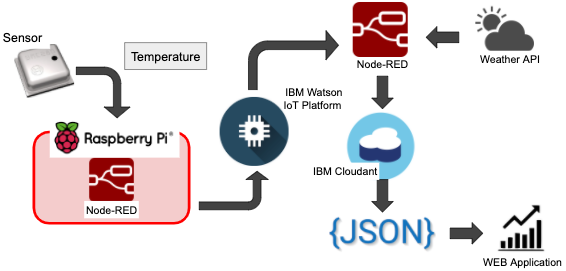 Sensor
Temperature
Raspberry Pi®
Node-RED
IBM Watson
IoT Platform
Node-RED
Weather API
IBM Cloudant
{JSON}
WEB Application